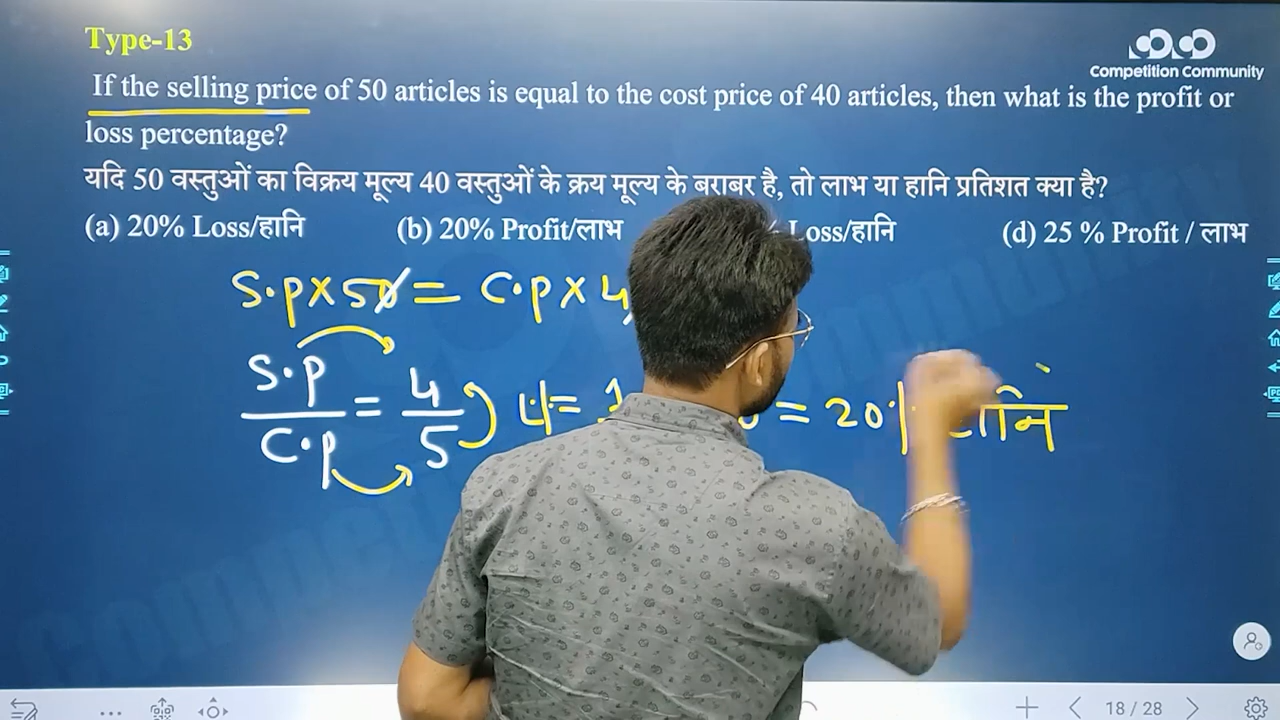 Type-13
Competition Community
If the selling price of 50 articles is equal to the cost price of 40 articles, then what is the profit or
loss percentage?
यदि 50 वस्तुओं का विक्रय मूल्य 40 वस्तुओं के क्रय मूल्य के बराबर है, तो लाभ या हानि प्रतिशत क्या है?
(a) 20% Loss/हानि (b) 20% Profit/लाभ Loss/हानि (d) 25 % Profit / लाभ
S.p×50 = C.p×4
S.p/C.p = 4/5 = = 20%
18 / 28